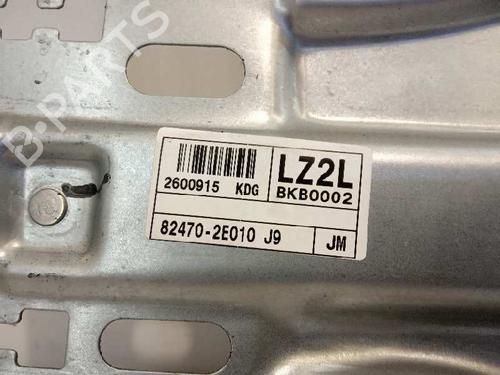 B-PARTS
LZ2L
2600915 KDG BKB0002
82470-2E010 J9 JM